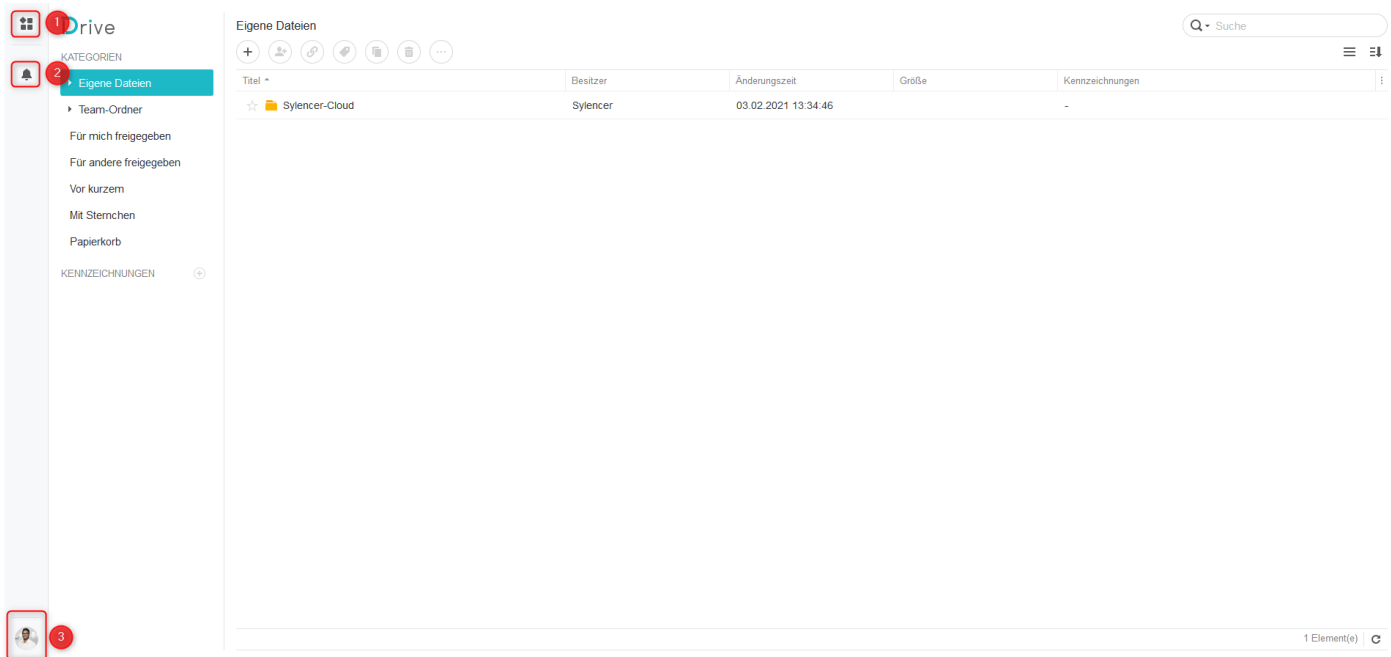 1
Drive
2
KATEGORIEN
Eigene Dateien
Team-Ordner
Für mich freigegeben
Für andere freigegeben
Vor kurzem
Mit Sternchen
Papierkorb
KENNZEICHNUNGEN
3
Eigene Dateien
Suche
Titel Besitzer Änderungszeit Größe Kennzeichnungen
Sylencer-Cloud Sylencer 03.02.2021 13:34:46 -
1 Element(e)